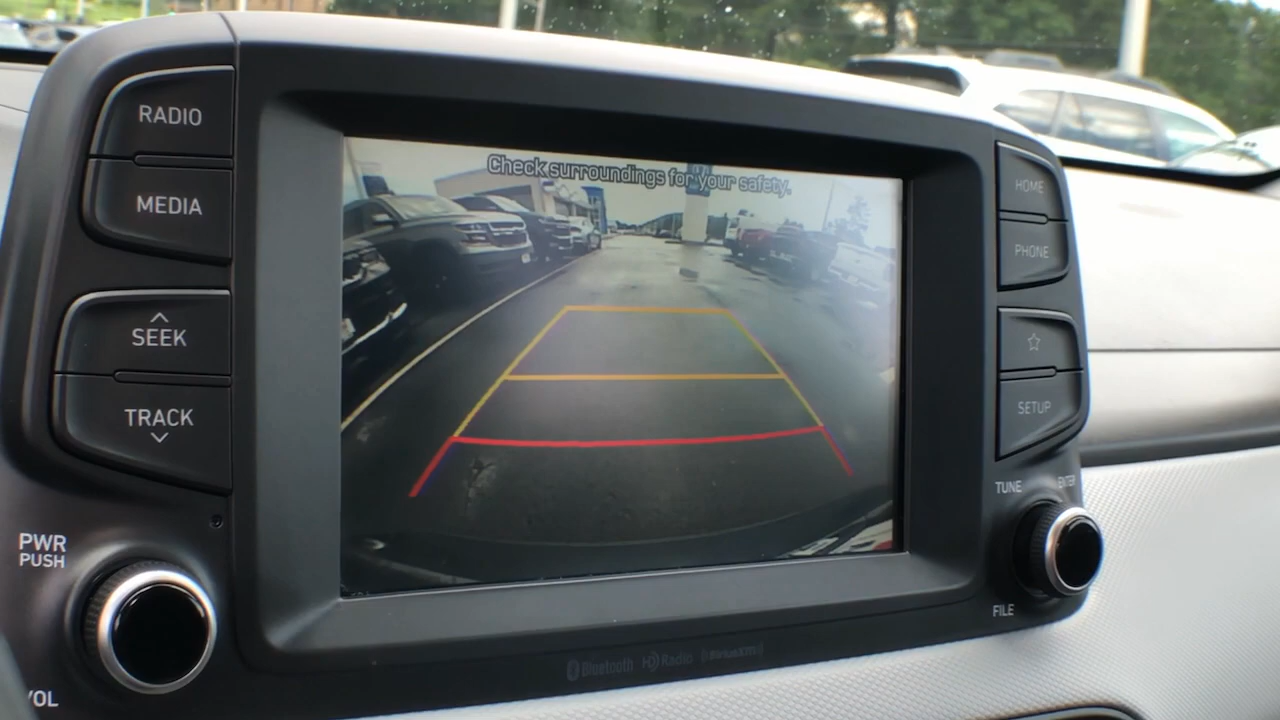 RADIO
MEDIA
SEEK
TRACK
PWR
PUSH
VOL
Check surroundings for your safety.
HOME
PHONE
SETUP
TUNE
ENTER
FILE
Bluetooth HD Radio ((SiriusXM))